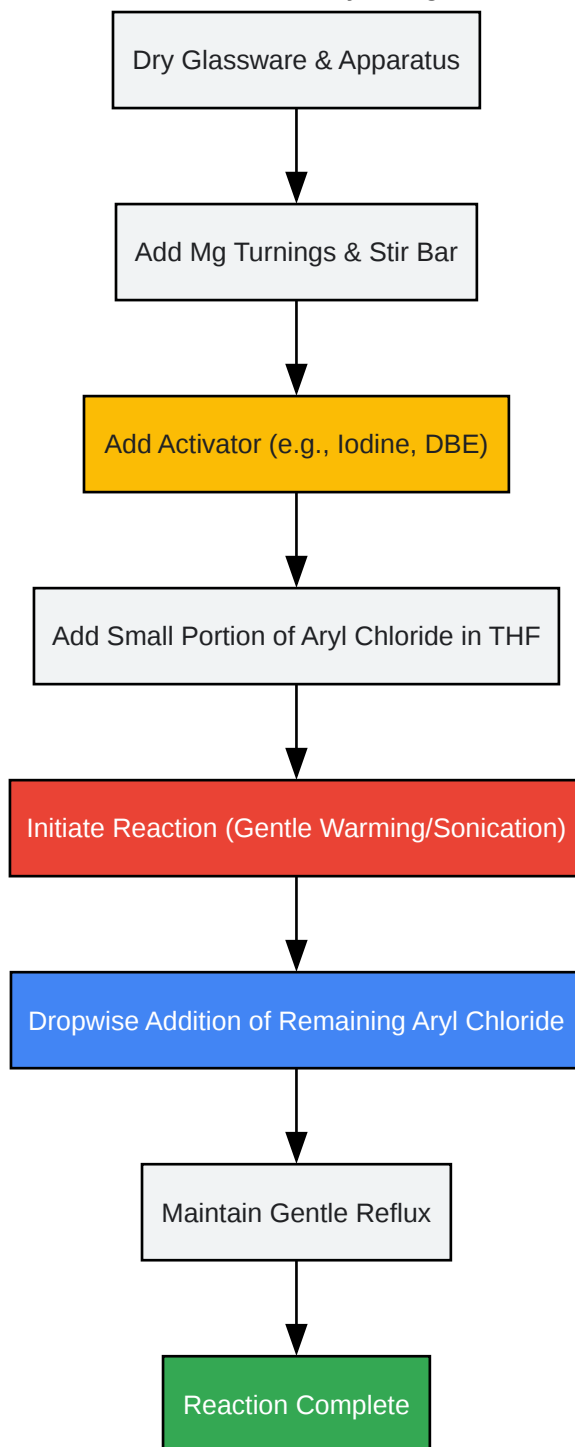 Dry Glassware & Apparatus
Add Mg Turnings & Stir Bar
Add Activator (e.g., Iodine, DBE)
Add Small Portion of Aryl Chloride in THF
Initiate Reaction (Gentle Warming/Sonication)
Dropwise Addition of Remaining Aryl Chloride
Maintain Gentle Reflux
Reaction Complete